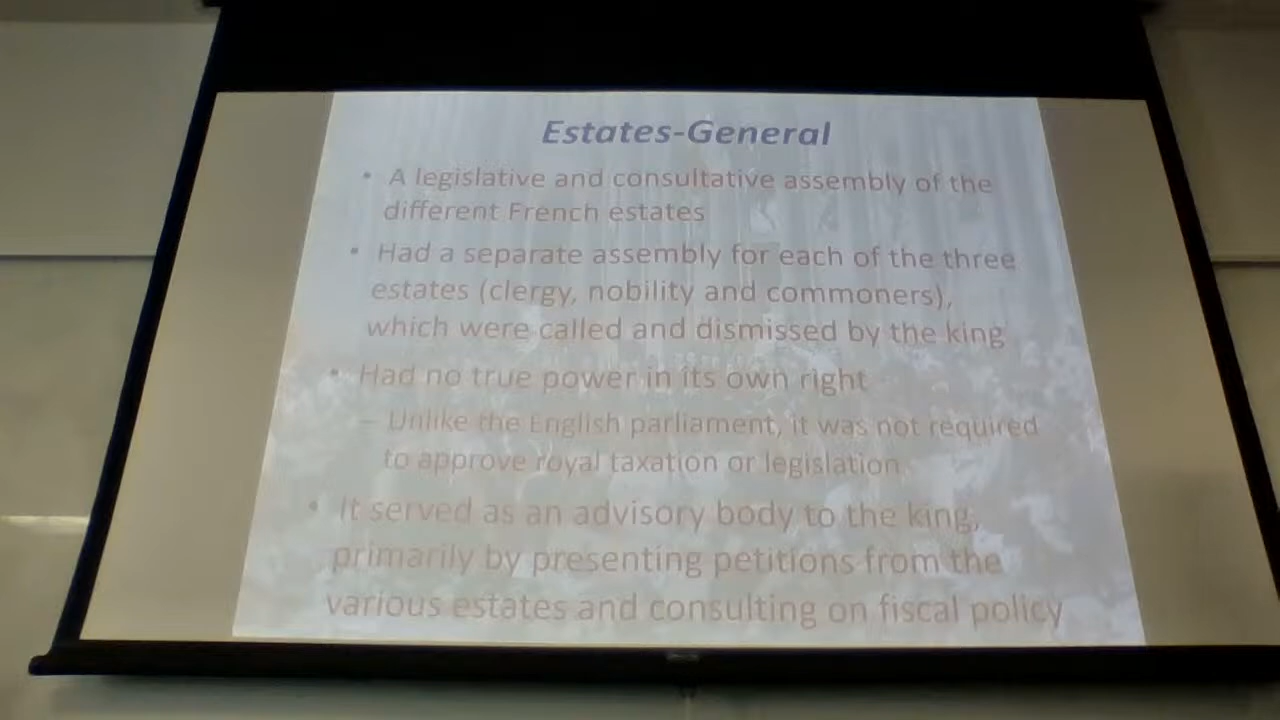 Estates-General
• A legislative and consultative assembly of the
different French estates
• Had a separate assembly for each of the three
estates (clergy, nobility and commoners),
which were called and dismissed by the king
• Had no true power in its own right
– Unlike the English parliament, it was not required
to approve royal taxation or legislation
• It served as an advisory body to the king,
primarily by presenting petitions from the
various estates and consulting on fiscal policy